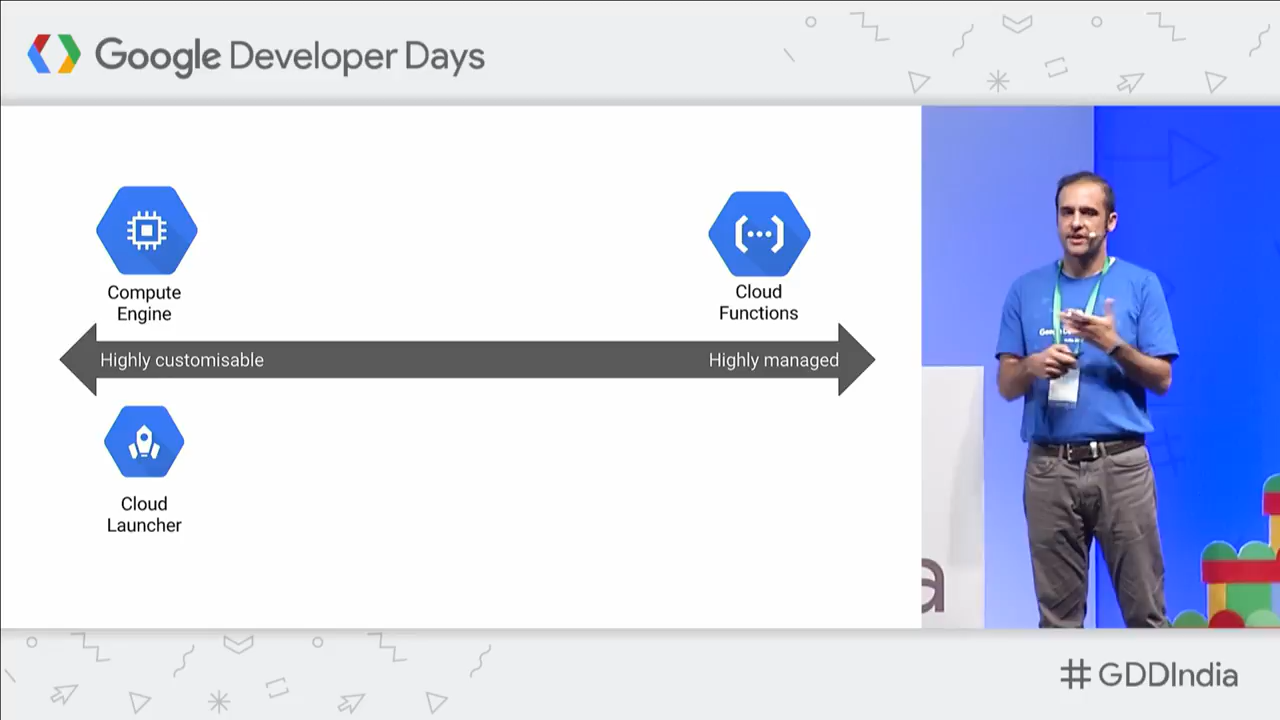 Google Developer Days
Compute
Engine
Cloud
Functions
Highly customisable
Highly managed
Cloud
Launcher
a
#GDDIndia